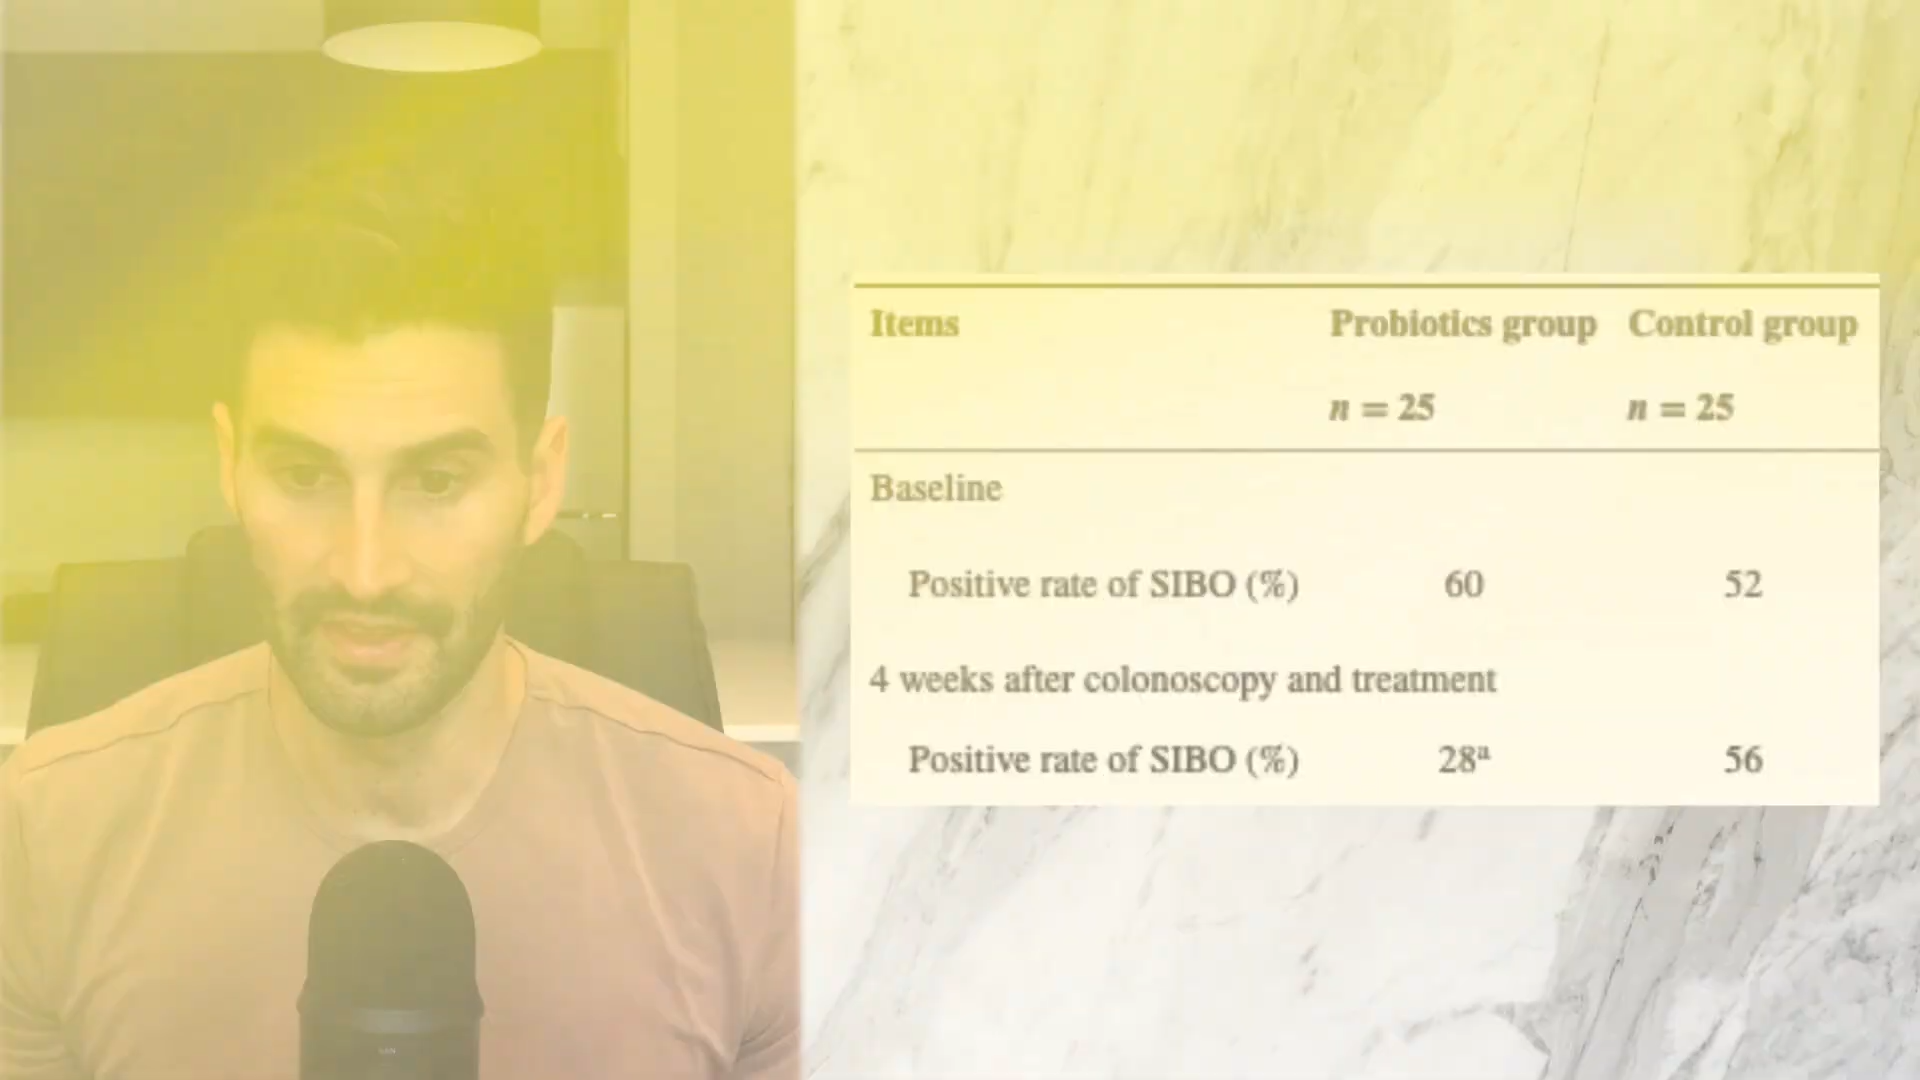 Items Probiotics group Control group
n = 25 n = 25
Baseline
Positive rate of SIBO (%) 60 52
4 weeks after colonoscopy and treatment
Positive rate of SIBO (%) 28ᵃ 56